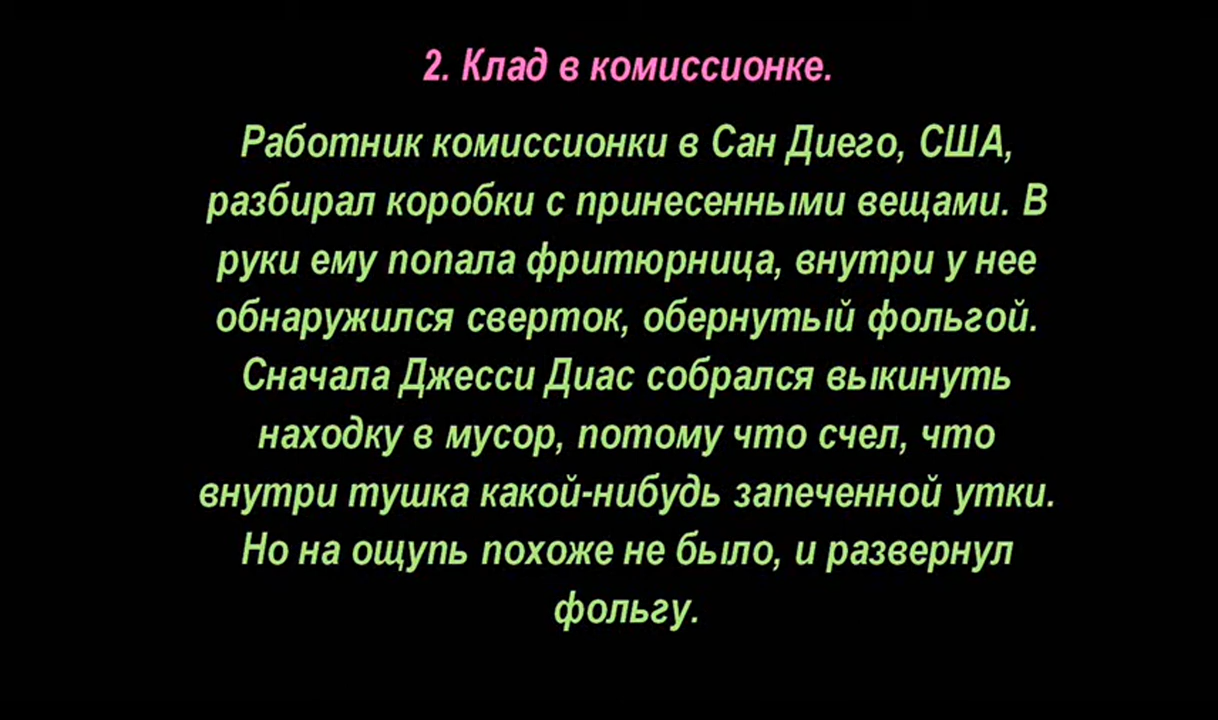 2. Клад в комиссионке.
Работник комиссионки в Сан Диего, США,
разбирал коробки с принесенными вещами. В
руки ему попала фритюрница, внутри у нее
обнаружился сверток, обернутый фольгой.
Сначала Джесси Диас собрался выкинуть
находку в мусор, потому что счел, что
внутри тушка какой-нибудь запеченной утки.
Но на ощупь похоже не было, и развернул
фольгу.